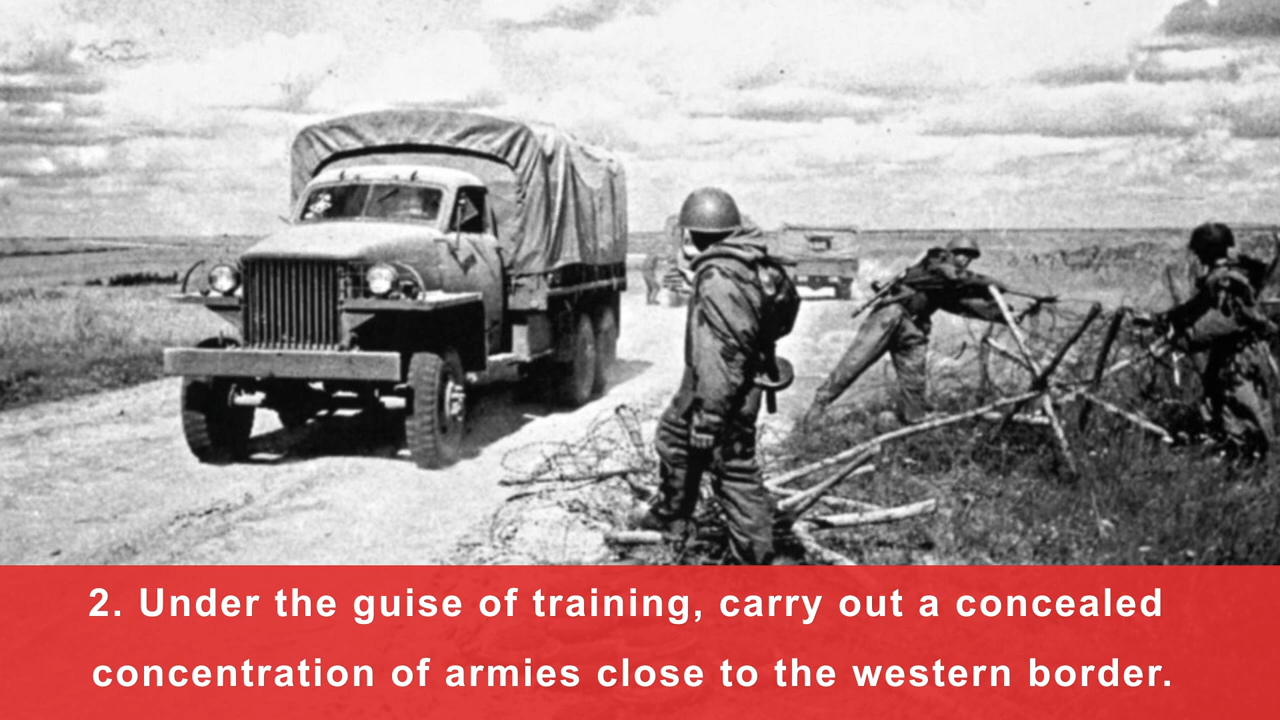 2. Under the guise of training, carry out a concealed
concentration of armies close to the western border.